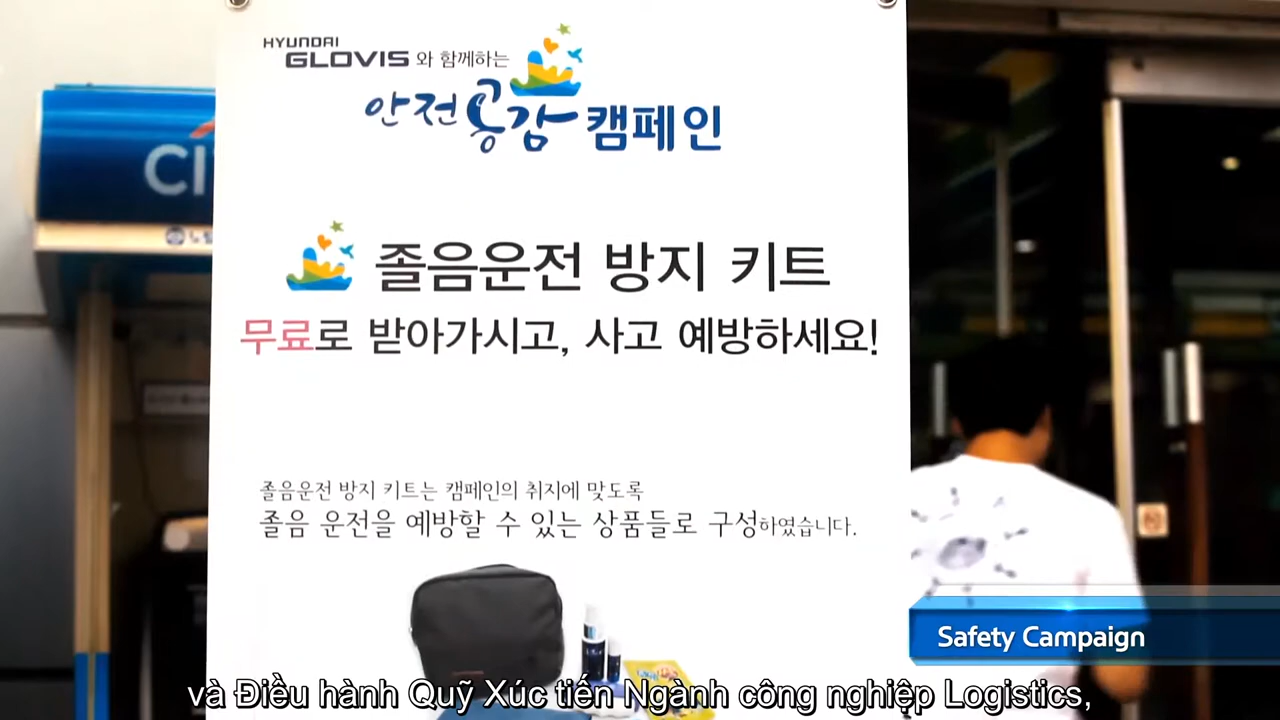 HYUNDAI
GLOVIS 와 함께하는
안전공감 캠페인
졸음운전 방지 키트
무료로 받아가시고, 사고 예방하세요!
졸음운전 방지 키트는 캠페인의 취지에 맞도록
졸음 운전을 예방할 수 있는 상품들로 구성하였습니다.
Safety Campaign
và Điều hành Quỹ Xúc tiến Ngành công nghiệp Logistics,